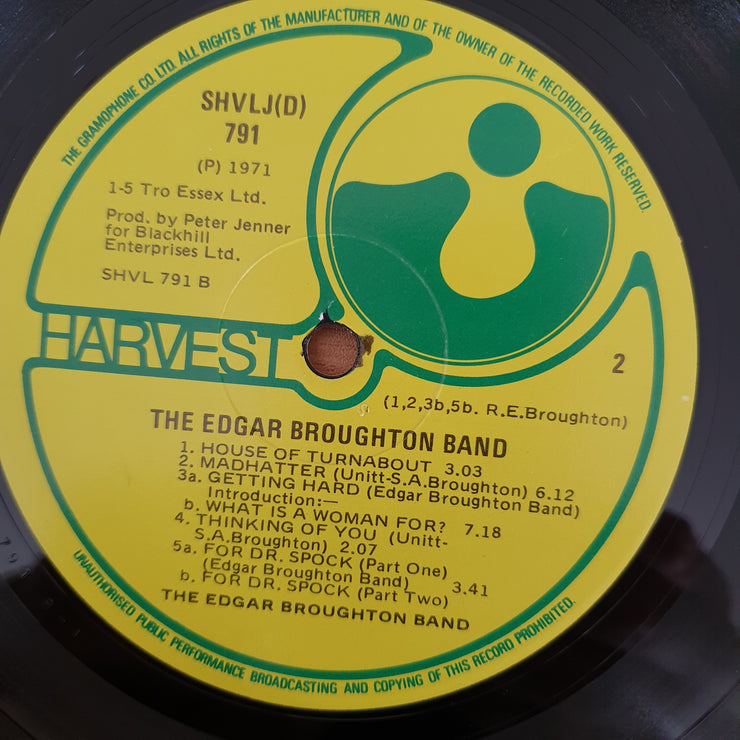 THE GRAMOPHONE CO. LTD. ALL RIGHTS OF THE MANUFACTURER AND OF THE OWNER OF THE RECORDED WORK RESERVED.
SHVLJ(D)
791
(P) 1971
1-5 Tro Essex Ltd.
Prod. by Peter Jenner
for Blackhill
Enterprises Ltd.
SHVL 791 B
HARVEST
2
(1,2,3b,5b. R.E.Broughton)
THE EDGAR BROUGHTON BAND
1. HOUSE OF TURNABOUT 3.03
2. MADHATTER (Unitt-S.A.Broughton) 6.12
3a. GETTING HARD (Edgar Broughton Band)
Introduction:—
b. WHAT IS A WOMAN FOR? 7.18
4. THINKING OF YOU (Unitt-
S.A.Broughton) 2.07
5a. FOR DR. SPOCK (Part One)
(Edgar Broughton Band) 3.41
b. FOR DR. SPOCK (Part Two)
THE EDGAR BROUGHTON BAND
UNAUTHORISED PUBLIC PERFORMANCE BROADCASTING AND COPYING OF THIS RECORD PROHIBITED.